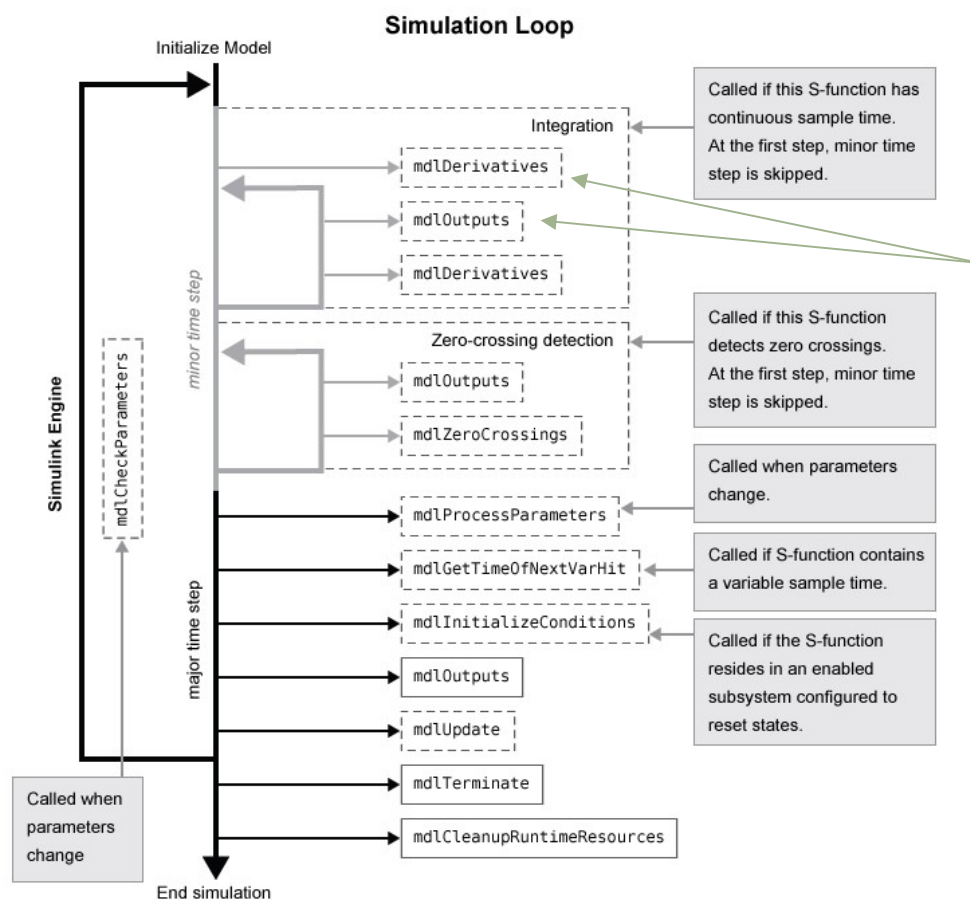 Simulation Loop
Initialize Model
Called if this S-function has
continuous sample time.
At the first step, minor time
step is skipped.
Integration
mdlDerivatives
mdlOutputs
mdlDerivatives
minor time step
Called if this S-function
detects zero crossings.
At the first step, minor time
step is skipped.
Zero-crossing detection
mdlOutputs
mdlZeroCrossings
Simulink Engine
mdlCheckParameters
Called when parameters
change.
mdlProcessParameters
Called if S-function contains
a variable sample time.
mdlGetTimeOfNextVarHit
major time step
mdlInitializeConditions
Called if the S-function
resides in an enabled
subsystem configured to
reset states.
mdlOutputs
mdlUpdate
mdlTerminate
Called when
parameters
change
mdlCleanupRuntimeResources
End simulation